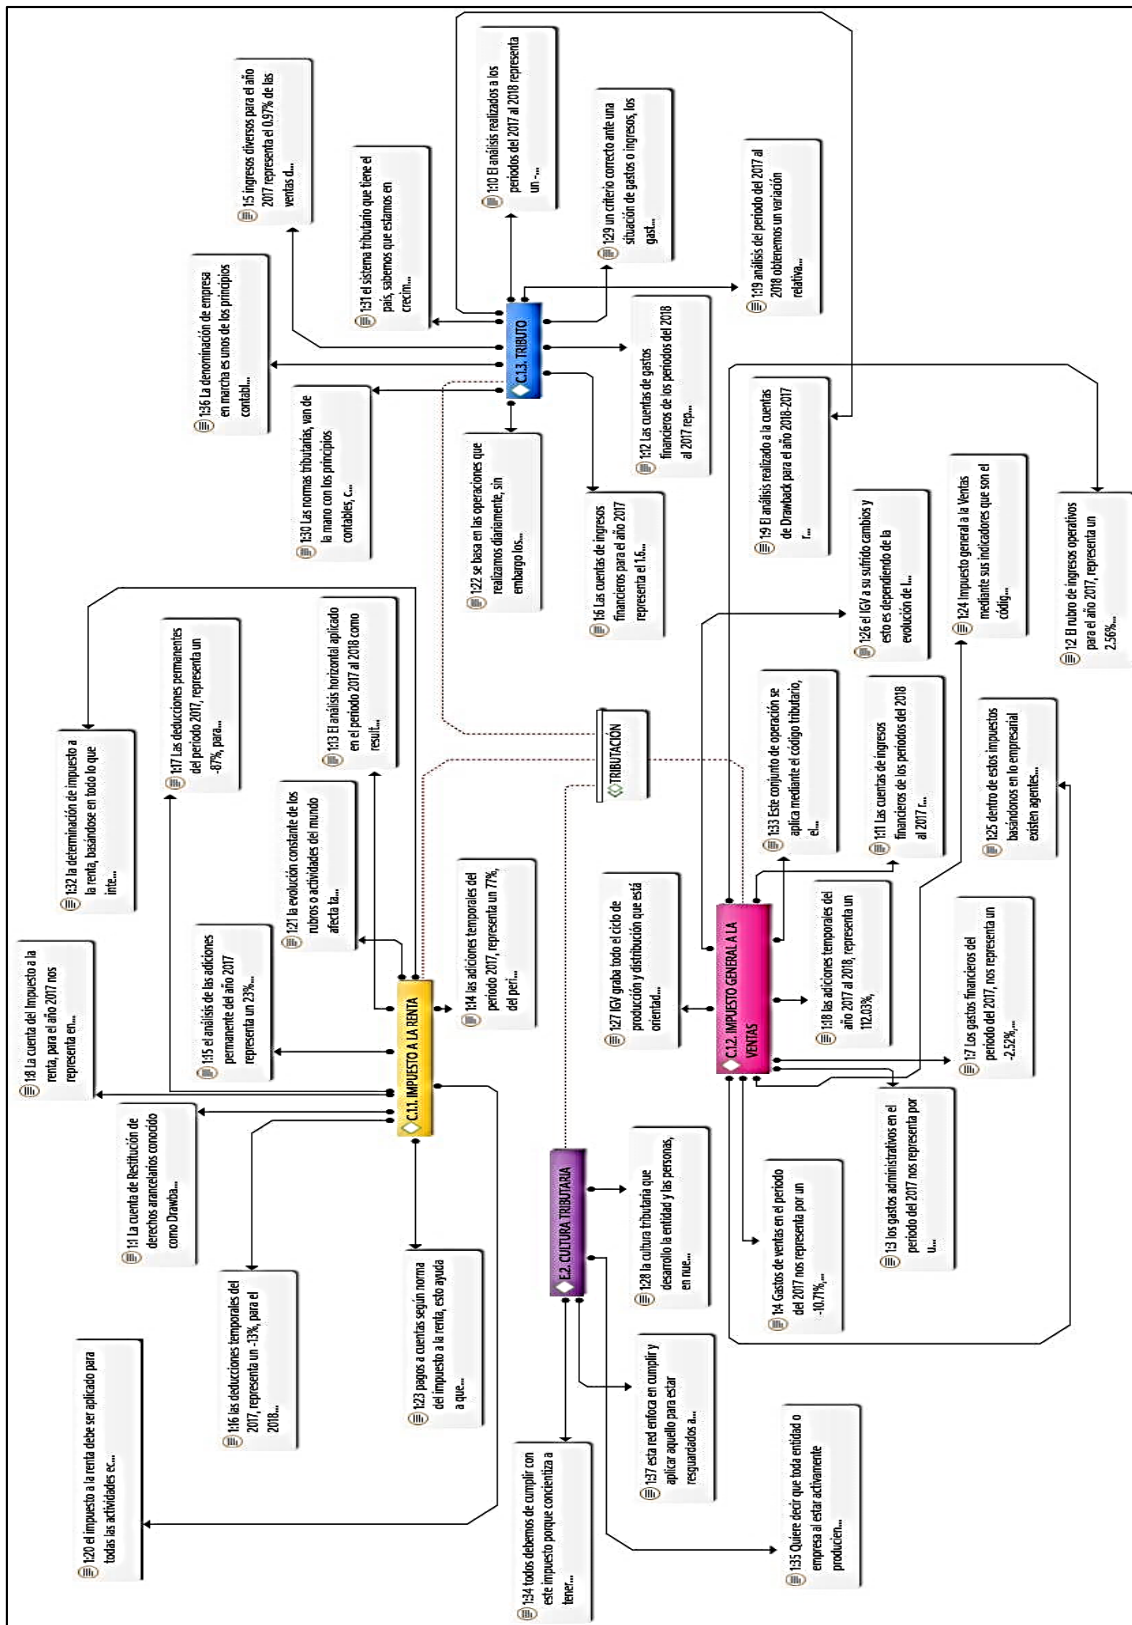 1:20 el impuesto a la renta debe ser aplicado para
todas las actividades ec...
1:16 las deducciones temporales del
2017, representa un -13%, para el
2018...
1:1 La cuenta de Restitución de
derechos arancelarios conocido
como Drawba...
1:8 La cuenta del Impuesto a la
renta, para el año 2017 nos
representa en...
1:15 el análisis de las adiciones
permanente del año 2017
representa un 23%...
1:32 la determinación de impuesto a
la renta, basándose en todo lo que
inte...
1:17 Las deducciones permanentes
del periodo 2017, representa un
-87%, para...
1:21 la evolución constante de los
rubros o actividades del mundo
afecta ta...
1:13 El análisis horizontal aplicado
en el periodo 2017 al 2018 como
result...
C.1.1. IMPUESTO A LA RENTA
1:23 pagos a cuentas según norma
del impuesto a la renta, esto ayuda
a que...
1:14 las adiciones temporales del
periodo 2017, representa un 77%,
del peri...
1:36 La denominación de empresa
en marcha es unos de los principios
contabl...
1:5 ingresos diversos para el año
2017 representa el 0.97% de las
ventas d...
1:30 Las normas tributarias, van de
la mano con los principios
contables, c...
1:31 el sistema tributario que tiene el
país, sabemos que estamos en
crecim...
1:10 El análisis realizados a los
periodos del 2017 al 2018 representa
un -...
C.1.3. TRIBUTO
1:22 se basa en las operaciones que
realizamos diariamente, sin
embargo los...
1:29 un criterio correcto ante una
situación de gastos o ingresos, los
gast...
1:6 Las cuentas de ingresos
financieros para el año 2017
representa el 1.6...
1:12 Las cuentas de gastos
financieros de los periodos del 2018
al 2017 rep...
1:19 análisis del periodo del 2017 al
2018 obtenemos un variación
relativa...
1:9 El análisis realizado a la cuentas
de Drawback para el año 2018-2017
r...
TRIBUTACIÓN
E.2. CULTURA TRIBUTARIA
1:34 todos debemos de cumplir con
este impuesto porque concientiza a
tener...
1:37 esta red enfoca en cumplir y
aplicar aquello para estar
resguardados a...
1:28 la cultura tributaria que
desarrollo la entidad y las personas,
en nue...
1:35 Quiere decir que toda entidad o
empresa al estar activamente
producien...
1:27 IGV graba todo el ciclo de
producción y distribución que está
orientad...
C.1.2. IMPUESTO GENERAL A LA
VENTAS
1:33 Este conjunto de operación se
aplica mediante el código tributario,
el...
1:26 el IGV a su sufrido cambios y
esto es dependiendo de la
evolución de l...
1:18 las adiciones temporales del
año 2017 al 2018, representa un
112.03%,
1:11 Las cuentas de ingresos
financieros de los periodos del 2018
al 2017 r...
1:24 Impuesto general a la Ventas
mediante sus indicadores que son el
códig...
1:4 Gastos de ventas en el periodo
del 2017 nos representa por un
-10.71%,...
1:3 los gastos administrativos en el
periodo del 2017 nos representa por
u...
1:7 Los gastos financieros del
periodo del 2017, nos representa un
-2.52%,...
1:25 dentro de estos impuestos
basándonos en lo empresarial
existen agentes...
1:2 El rubro de ingresos operativos
para el año 2017, representa un
2.56%...